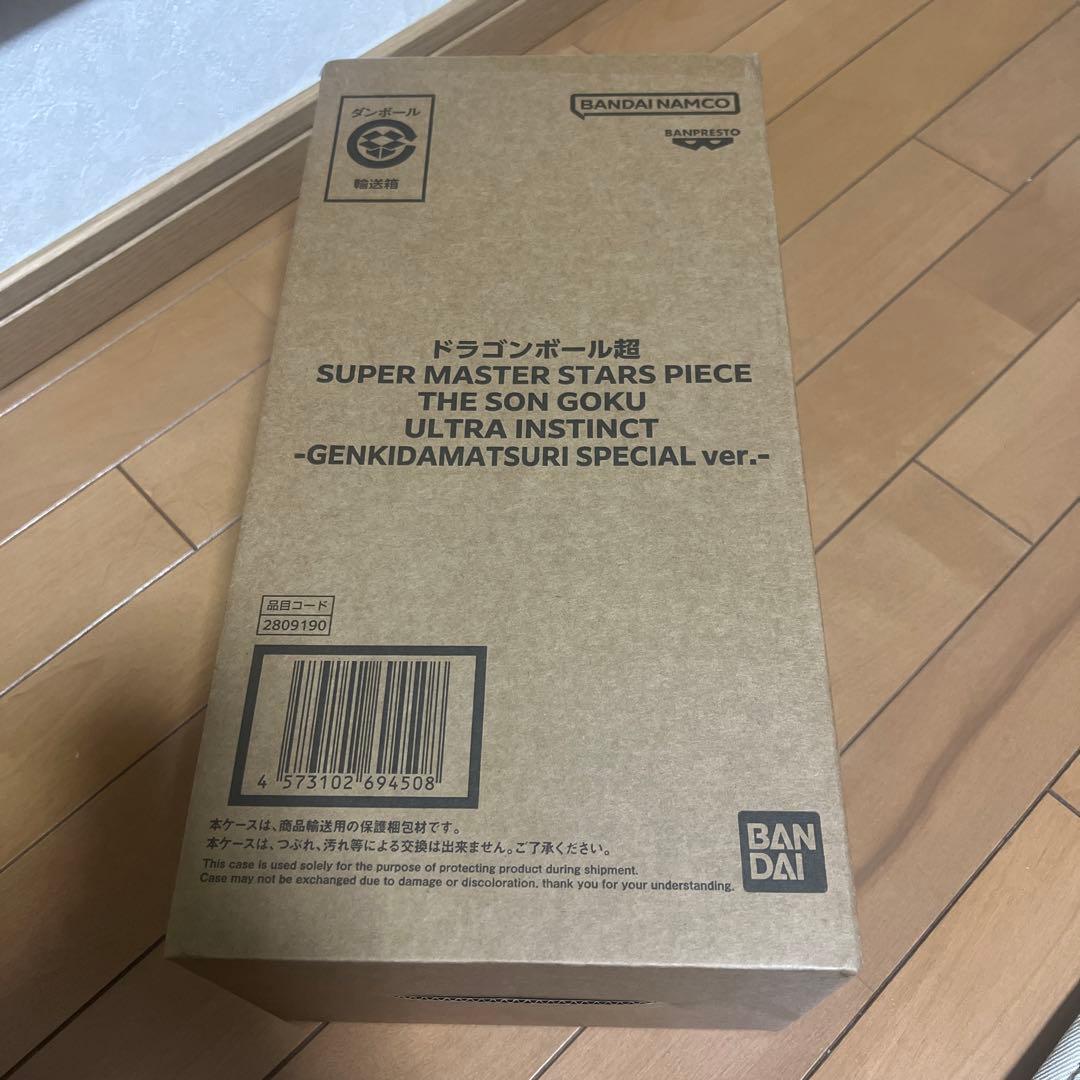 ダンボール
輸送箱
BANDAI NAMCO
BANPRESTO
ドラゴンボール超
SUPER MASTER STARS PIECE
THE SON GOKU
ULTRA INSTINCT
-GENKIDAMATSURI SPECIAL ver.-
品目コード
2809190
4 573102 694508
本ケースは、商品輸送用の保護梱包材です。
本ケースは、つぶれ、汚れ等による交換は出来ません。ご了承ください。
This case is used solely for the purpose of protecting product during shipment.
Case may not be exchanged due to damage or discoloration. thank you for your understanding.
BAN
DAI